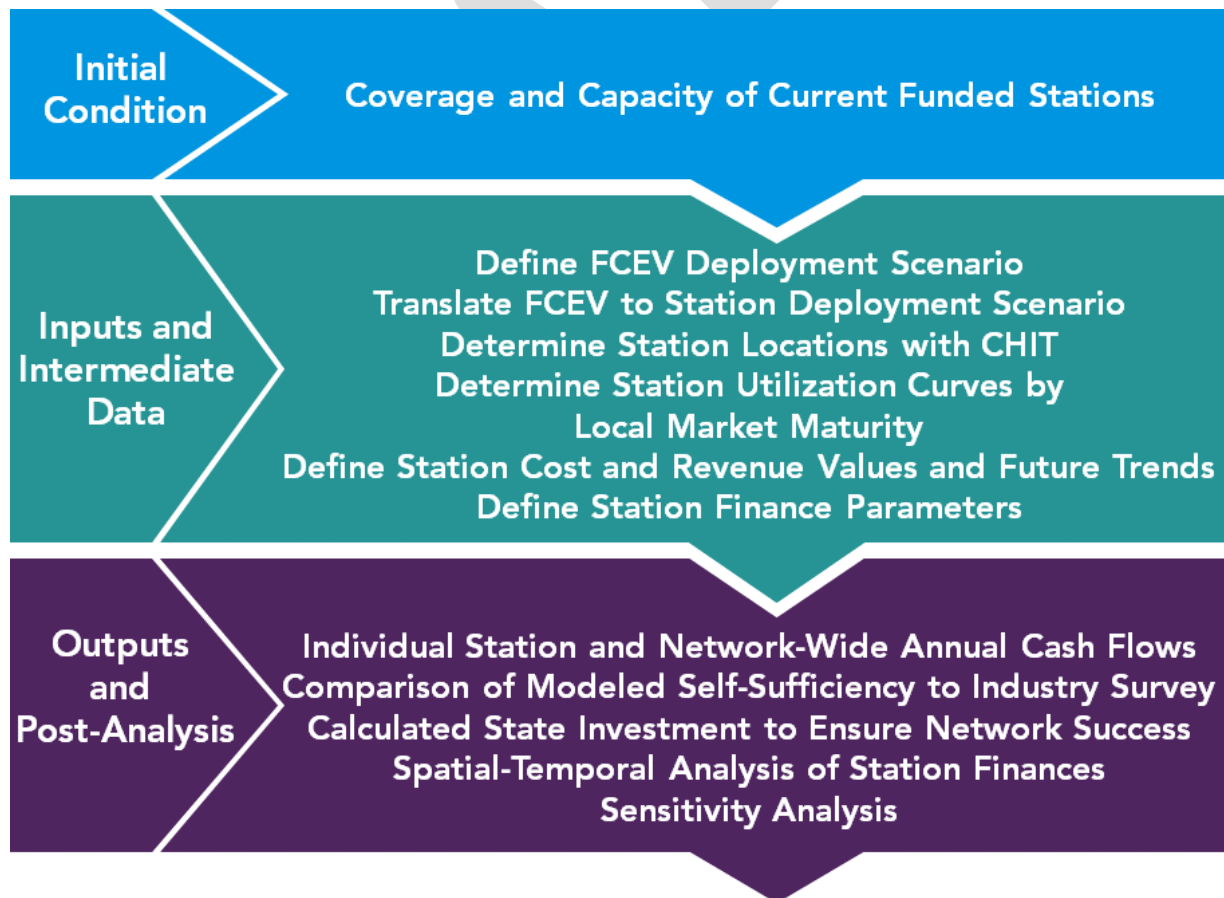 Initial
Condition
Coverage and Capacity of Current Funded Stations
Inputs and
Intermediate
Data
Define FCEV Deployment Scenario
Translate FCEV to Station Deployment Scenario
Determine Station Locations with CHIT
Determine Station Utilization Curves by
Local Market Maturity
Define Station Cost and Revenue Values and Future Trends
Define Station Finance Parameters
Outputs
and
Post-Analysis
Individual Station and Network-Wide Annual Cash Flows
Comparison of Modeled Self-Sufficiency to Industry Survey
Calculated State Investment to Ensure Network Success
Spatial-Temporal Analysis of Station Finances
Sensitivity Analysis